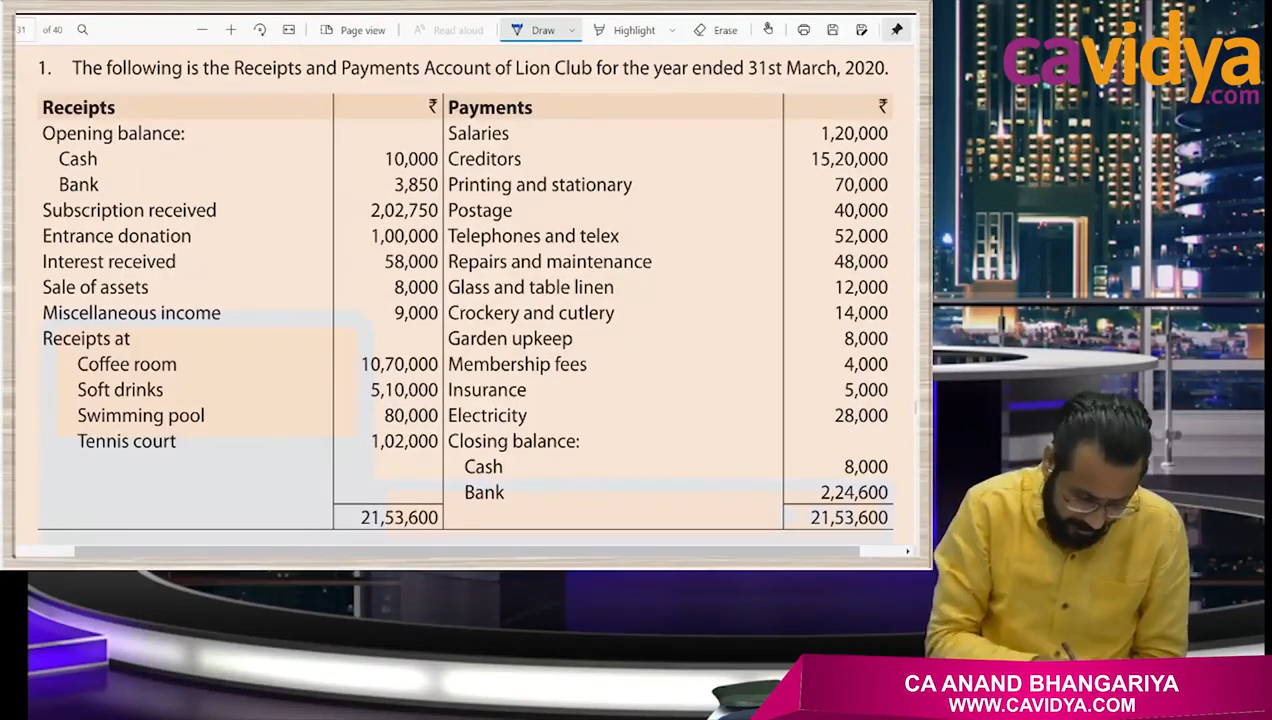 31 of 40 Page view Read aloud Draw Highlight Erase
cavidya
.com
1. The following is the Receipts and Payments Account of Lion Club for the year ended 31st March, 2020.
Receipts ₹ Payments ₹
Opening balance: Salaries 1,20,000
Cash 10,000 Creditors 15,20,000
Bank 3,850 Printing and stationary 70,000
Subscription received 2,02,750 Postage 40,000
Entrance donation 1,00,000 Telephones and telex 52,000
Interest received 58,000 Repairs and maintenance 48,000
Sale of assets 8,000 Glass and table linen 12,000
Miscellaneous income 9,000 Crockery and cutlery 14,000
Receipts at Garden upkeep 8,000
Coffee room 10,70,000 Membership fees 4,000
Soft drinks 5,10,000 Insurance 5,000
Swimming pool 80,000 Electricity 28,000
Tennis court 1,02,000 Closing balance:
Cash 8,000
Bank 2,24,600
21,53,600 21,53,600
CA ANAND BHANGARIYA
WWW.CAVIDYA.COM